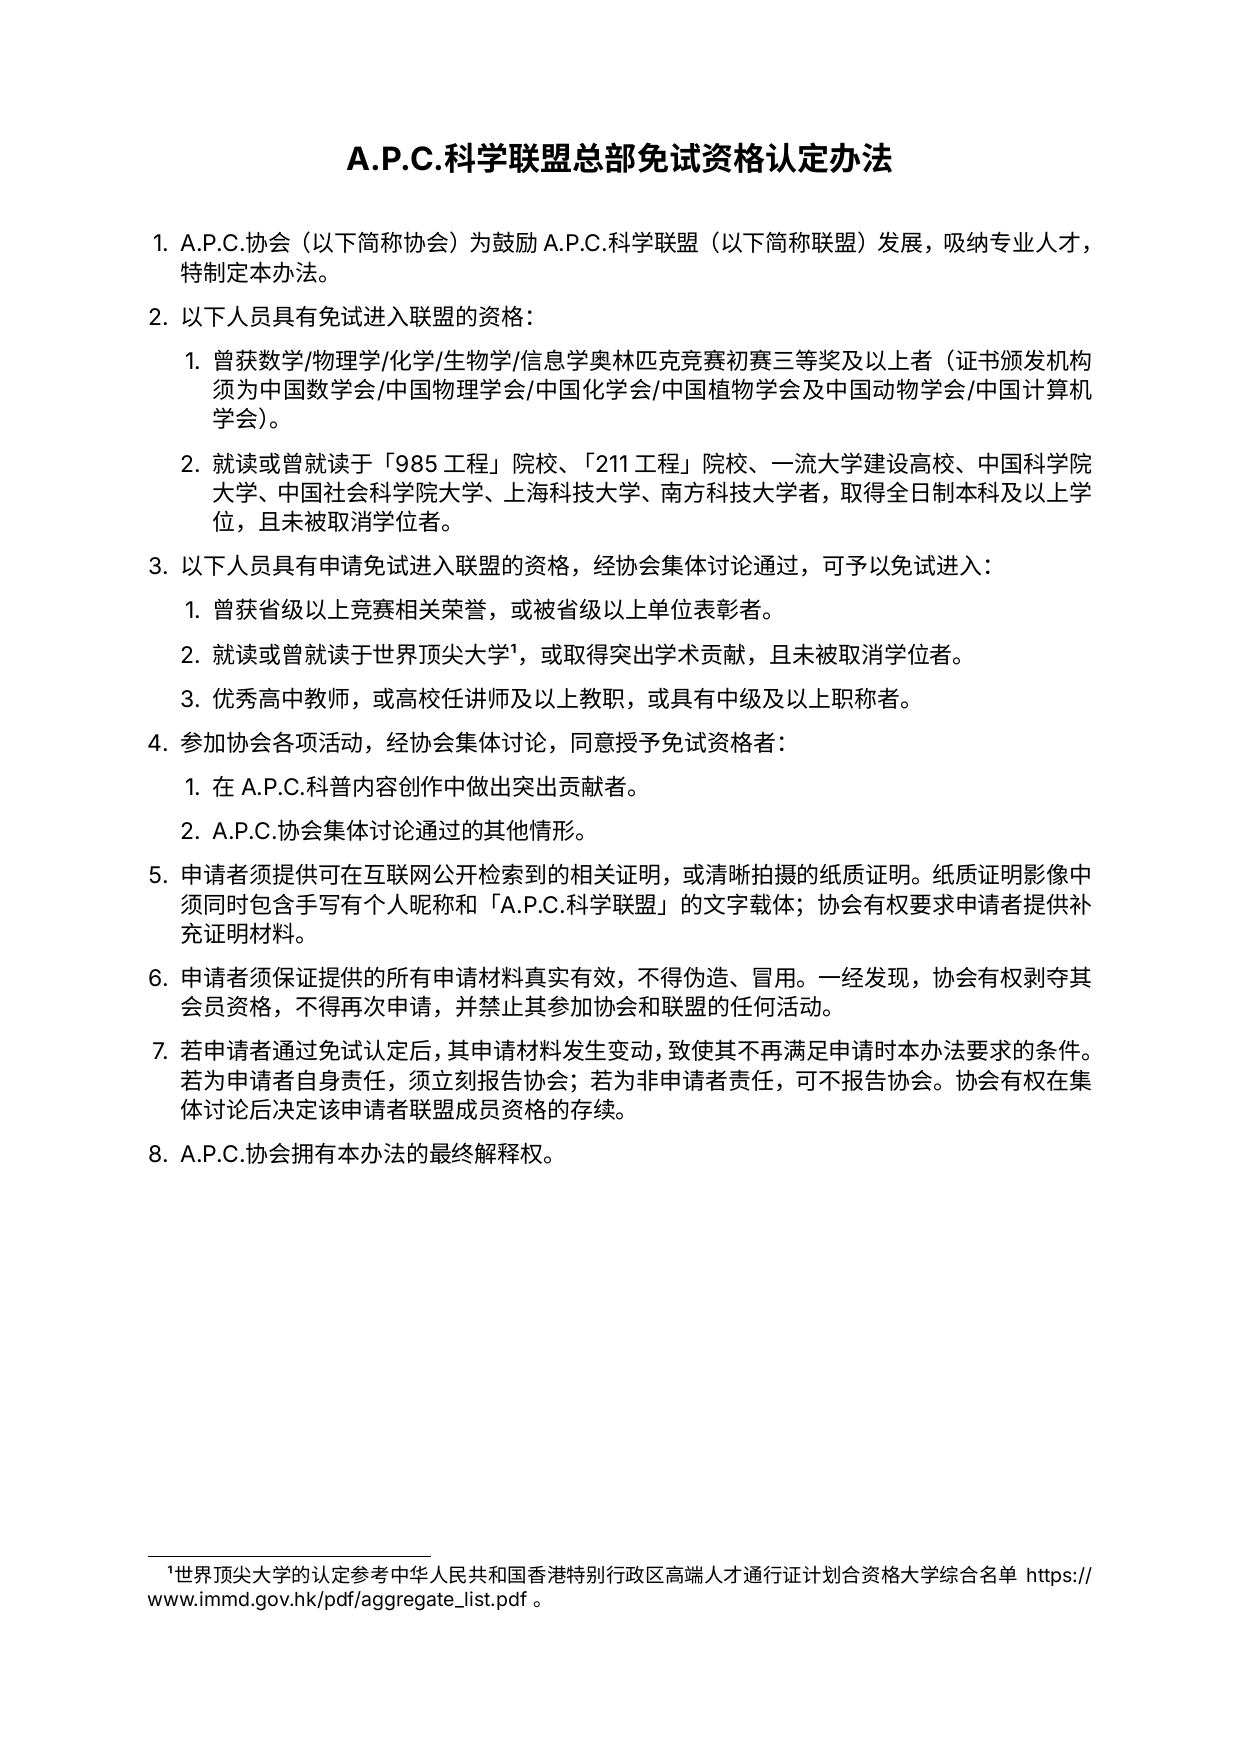 A.P.C.科学联盟总部免试资格认定办法
1. A.P.C.协会（以下简称协会）为鼓励 A.P.C.科学联盟（以下简称联盟）发展，吸纳专业人才，
特制定本办法。
2. 以下人员具有免试进入联盟的资格：
1. 曾获数学/物理学/化学/生物学/信息学奥林匹克竞赛初赛三等奖及以上者（证书颁发机构
须为中国数学会/中国物理学会/中国化学会/中国植物学会及中国动物学会/中国计算机
学会）。
2. 就读或曾就读于「985 工程」院校、「211 工程」院校、一流大学建设高校、中国科学院
大学、中国社会科学院大学、上海科技大学、南方科技大学者，取得全日制本科及以上学
位，且未被取消学位者。
3. 以下人员具有申请免试进入联盟的资格，经协会集体讨论通过，可予以免试进入：
1. 曾获省级以上竞赛相关荣誉，或被省级以上单位表彰者。
2. 就读或曾就读于世界顶尖大学¹，或取得突出学术贡献，且未被取消学位者。
3. 优秀高中教师，或高校任讲师及以上教职，或具有中级及以上职称者。
4. 参加协会各项活动，经协会集体讨论，同意授予免试资格者：
1. 在 A.P.C.科普内容创作中做出突出贡献者。
2. A.P.C.协会集体讨论通过的其他情形。
5. 申请者须提供可在互联网公开检索到的相关证明，或清晰拍摄的纸质证明。纸质证明影像中
须同时包含手写有个人昵称和「A.P.C.科学联盟」的文字载体；协会有权要求申请者提供补
充证明材料。
6. 申请者须保证提供的所有申请材料真实有效，不得伪造、冒用。一经发现，协会有权剥夺其
会员资格，不得再次申请，并禁止其参加协会和联盟的任何活动。
7. 若申请者通过免试认定后，其申请材料发生变动，致使其不再满足申请时本办法要求的条件。
若为申请者自身责任，须立刻报告协会；若为非申请者责任，可不报告协会。协会有权在集
体讨论后决定该申请者联盟成员资格的存续。
8. A.P.C.协会拥有本办法的最终解释权。
¹世界顶尖大学的认定参考中华人民共和国香港特别行政区高端人才通行证计划合资格大学综合名单 https://
www.immd.gov.hk/pdf/aggregate_list.pdf 。